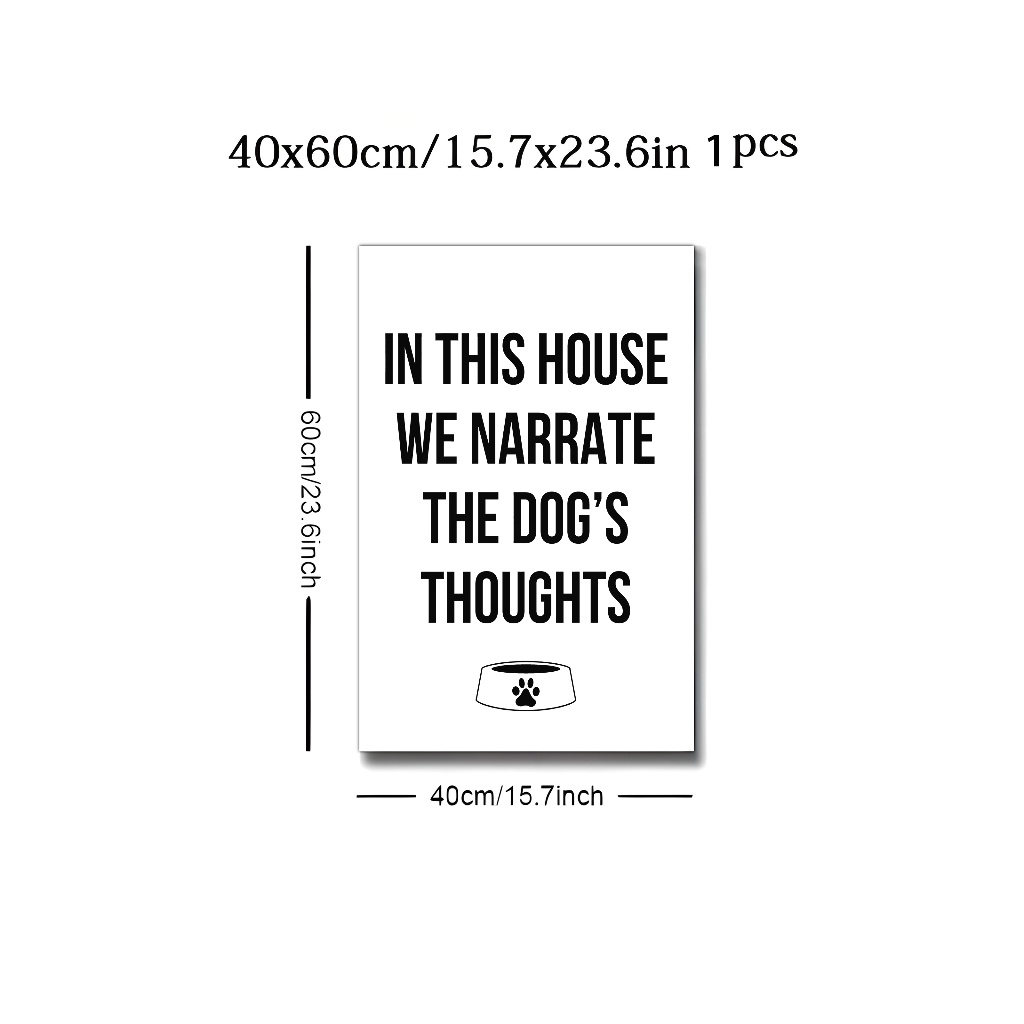 40x60cm/15.7x23.6in 1pcs
IN THIS HOUSE
WE NARRATE
THE DOG’S
THOUGHTS
60cm/23.6inch
40cm/15.7inch